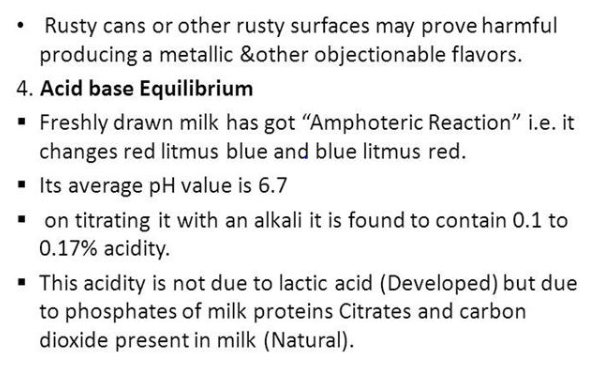 • Rusty cans or other rusty surfaces may prove harmful
producing a metallic &other objectionable flavors.
4. Acid base Equilibrium
▪ Freshly drawn milk has got “Amphoteric Reaction” i.e. it
changes red litmus blue and blue litmus red.
▪ Its average pH value is 6.7
▪ on titrating it with an alkali it is found to contain 0.1 to
0.17% acidity.
▪ This acidity is not due to lactic acid (Developed) but due
to phosphates of milk proteins Citrates and carbon
dioxide present in milk (Natural).